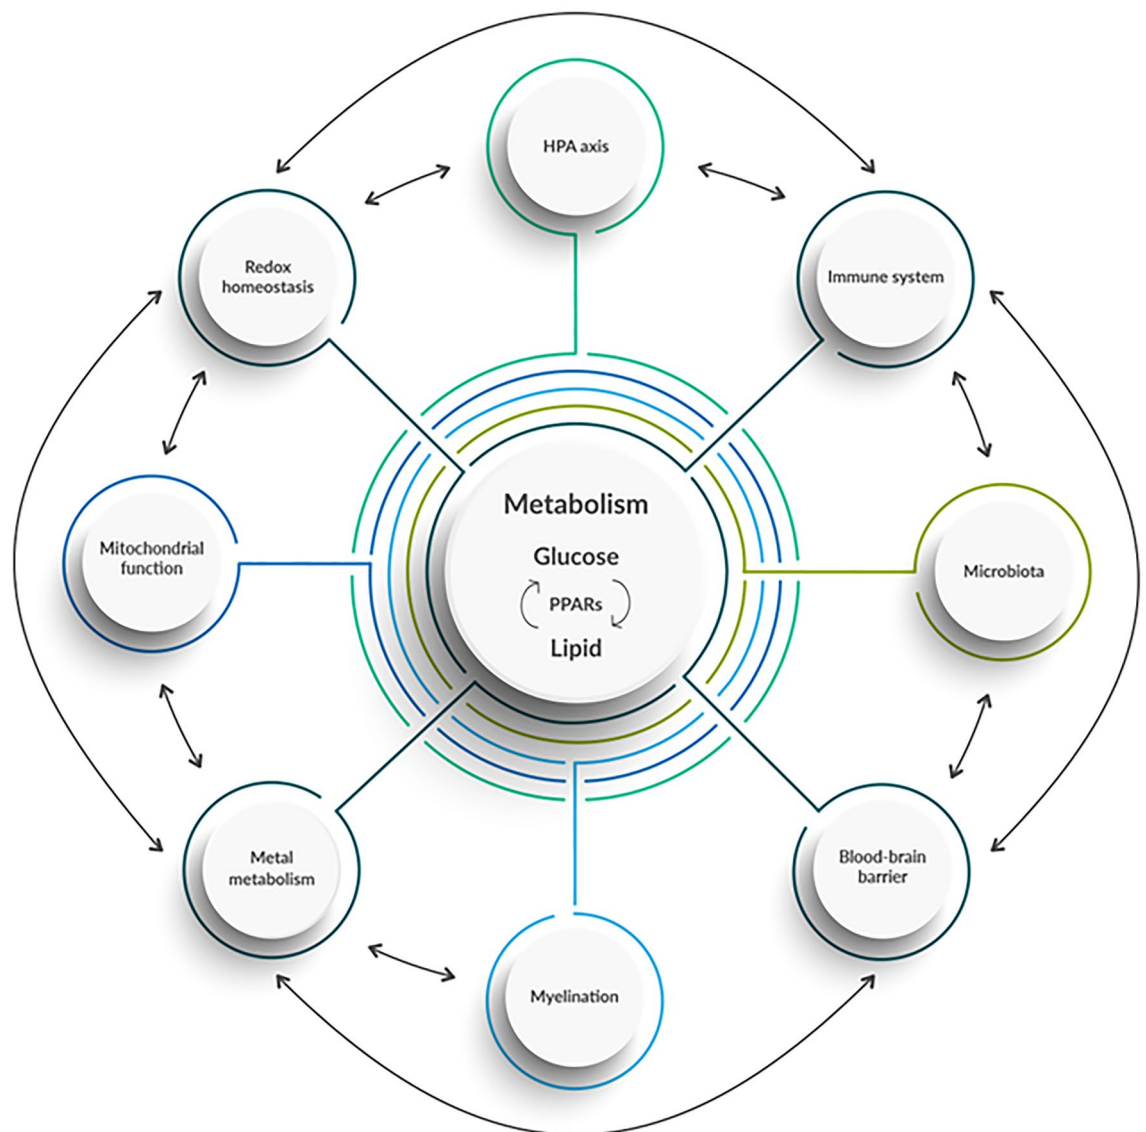 HPA axis
Redox
homeostasis
Immune system
Metabolism
Glucose
PPARs
Lipid
Mitochondrial
function
Microbiota
Metal
metabolism
Blood-brain
barrier
Myelination